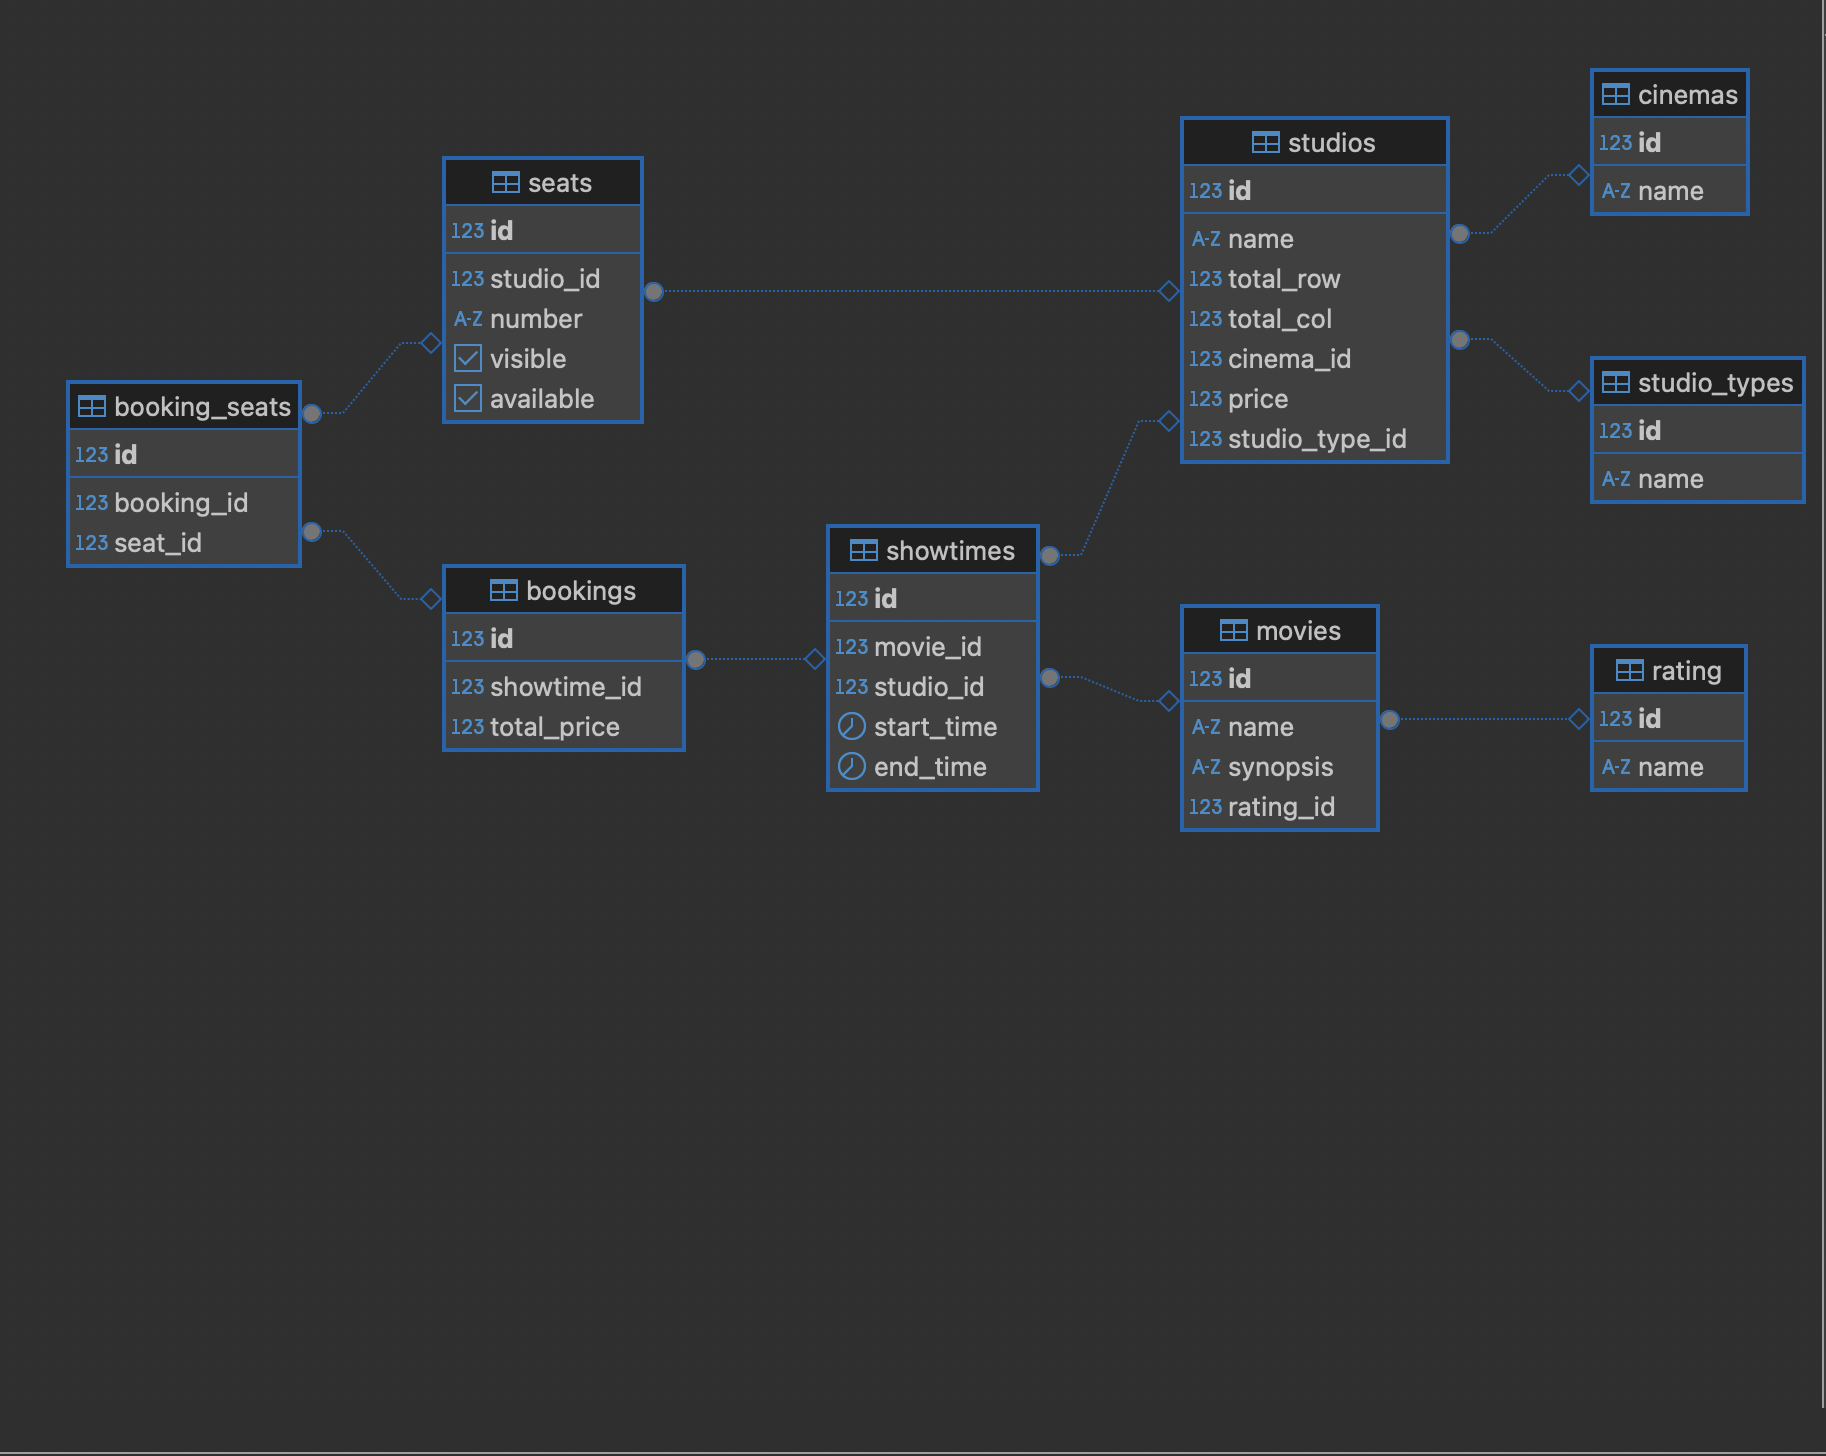 cinemas
123 id
A-Z name
studios
123 id
A-Z name
123 total_row
123 total_col
123 cinema_id
123 price
123 studio_type_id
seats
123 id
123 studio_id
A-Z number
visible
available
studio_types
123 id
A-Z name
booking_seats
123 id
123 booking_id
123 seat_id
showtimes
123 id
123 movie_id
123 studio_id
start_time
end_time
bookings
123 id
123 showtime_id
123 total_price
movies
123 id
A-Z name
A-Z synopsis
123 rating_id
rating
123 id
A-Z name